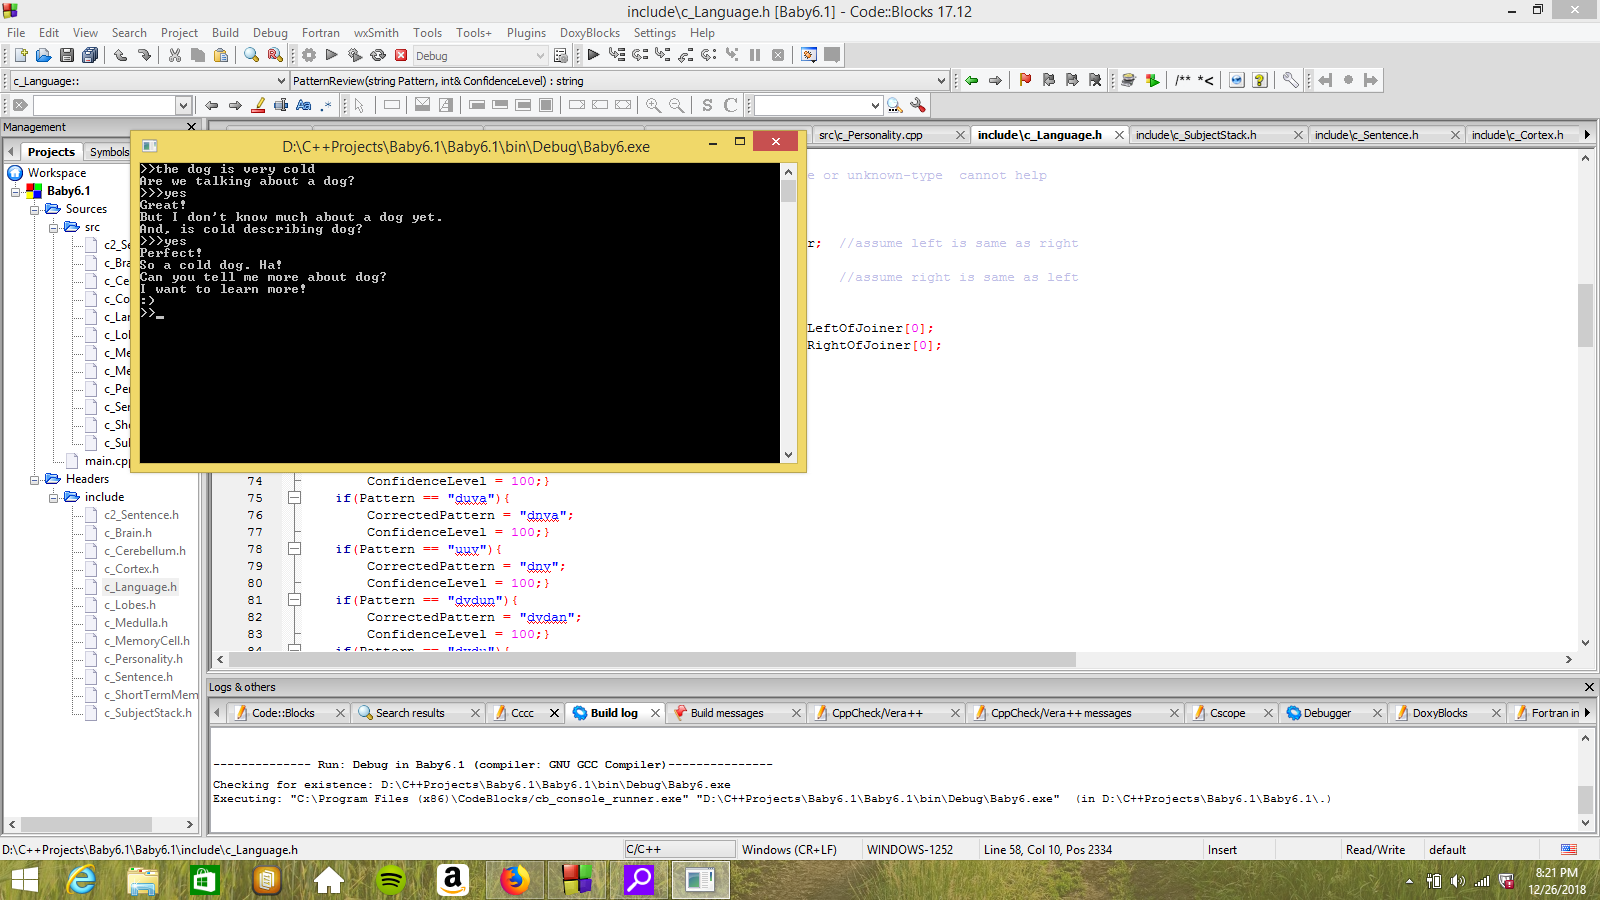 include\c_Language.h [Baby6.1] - Code::Blocks 17.12
File Edit View Search Project Build Debug Fortran wxSmith Tools Tools+ Plugins DoxyBlocks Settings Help
Debug
c_Language:: PatternReview(string Pattern, int& ConfidenceLevel) : string
/** *<
Aa .*
S C
Management
Projects Symbols
src\c_Personality.cpp include\c_Language.h include\c_SubjectStack.h include\c_Sentence.h include\c_Cortex.h
Workspace
Baby6.1
Sources
src
c2_Se
c_Bra
c_Ce
c_Co
c_Lan
c_Lol
c_Me
c_Me
c_Per
c_Ser
c_Sho
c_Sul
main.cpp
Headers
include
c2_Sentence.h
c_Brain.h
c_Cerebellum.h
c_Cortex.h
c_Language.h
c_Lobes.h
c_Medulla.h
c_MemoryCell.h
c_Personality.h
c_Sentence.h
c_ShortTermMem
c_SubjectStack.h
D:\C++Projects\Baby6.1\Baby6.1\bin\Debug\Baby6.exe
>>the dog is very cold
Are we talking about a dog?
>>>yes
Great!
But I don't know much about a dog yet.
And, is cold describing dog?
>>>yes
Perfect!
So a cold dog. Ha!
Can you tell me more about dog?
I want to learn more!
:)
>>_
e or unknown-type cannot help
r; //assume left is same as right
//assume right is same as left
LeftOfJoiner[0];
RightOfJoiner[0];
74 ConfidenceLevel = 100;}
75 if(Pattern == "duva"){
76 CorrectedPattern = "dnva";
77 ConfidenceLevel = 100;}
78 if(Pattern == "uuv"){
79 CorrectedPattern = "dnv";
80 ConfidenceLevel = 100;}
81 if(Pattern == "dvdun"){
82 CorrectedPattern = "dvdan";
83 ConfidenceLevel = 100;}
84 if(Pattern == "dvdu"){
Logs & others
Code::Blocks Search results Cccc Build log Build messages CppCheck/Vera++ CppCheck/Vera++ messages Cscope Debugger DoxyBlocks Fortran in
-------------- Run: Debug in Baby6.1 (compiler: GNU GCC Compiler)---------------
Checking for existence: D:\C++Projects\Baby6.1\Baby6.1\bin\Debug\Baby6.exe
Executing: "C:\Program Files (x86)\CodeBlocks/cb_console_runner.exe" "D:\C++Projects\Baby6.1\Baby6.1\bin\Debug\Baby6.exe" (in D:\C++Projects\Baby6.1\Baby6.1\.)
D:\C++Projects\Baby6.1\Baby6.1\include\c_Language.h C/C++ Windows (CR+LF) WINDOWS-1252 Line 58, Col 10, Pos 2334 Insert Read/Write default
8:21 PM
12/26/2018